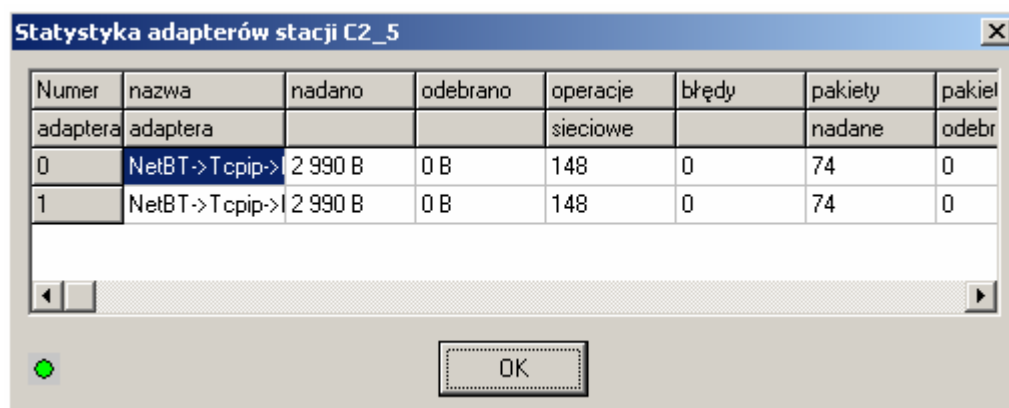 Statystyka adapterów stacji C2_5
Numer nazwa nadano odebrano operacje błędy pakiety
adaptera adaptera sieciowe nadane
0 NetBT->Tcpip-> 2 990 B 0 B 148 0 74 0
1 NetBT->Tcpip-> 2 990 B 0 B 148 0 74 0
OK